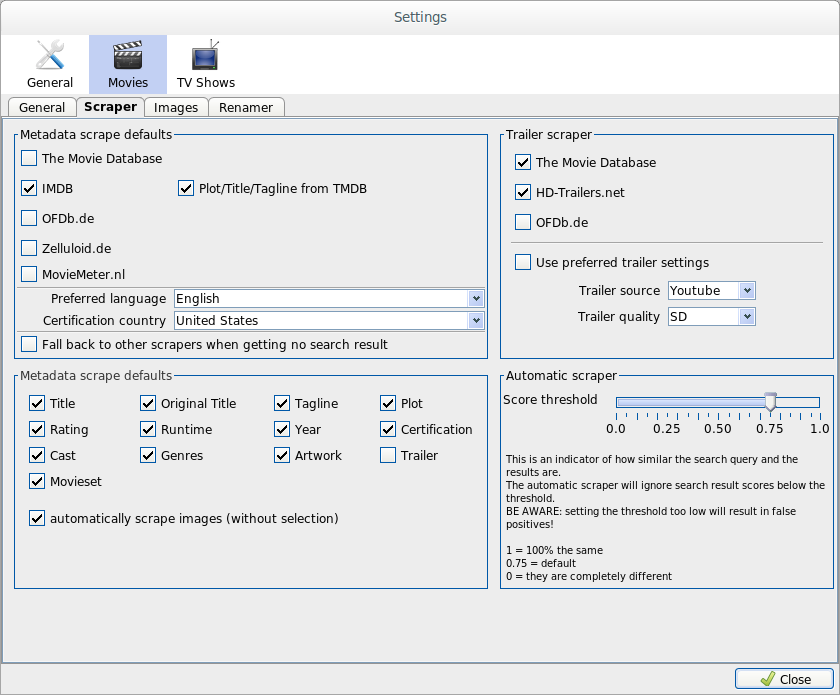 Settings
General
Movies
TV Shows
General
Scraper
Images
Renamer
Metadata scrape defaults
The Movie Database
IMDB
Plot/Title/Tagline from TMDB
OFDb.de
Zelluloid.de
MovieMeter.nl
Preferred language
English
Certification country
United States
Fall back to other scrapers when getting no search result
Trailer scraper
The Movie Database
HD-Trailers.net
OFDb.de
Use preferred trailer settings
Trailer source
Youtube
Trailer quality
SD
Metadata scrape defaults
Title
Original Title
Tagline
Plot
Rating
Runtime
Year
Certification
Cast
Genres
Artwork
Trailer
Movieset
automatically scrape images (without selection)
Automatic scraper
Score threshold
0.0 0.25 0.50 0.75 1.0
This is an indicator of how similar the search query and the
results are.
The automatic scraper will ignore search result scores below the
threshold.
BE AWARE: setting the threshold too low will result in false
positives!
1 = 100% the same
0.75 = default
0 = they are completely different
Close